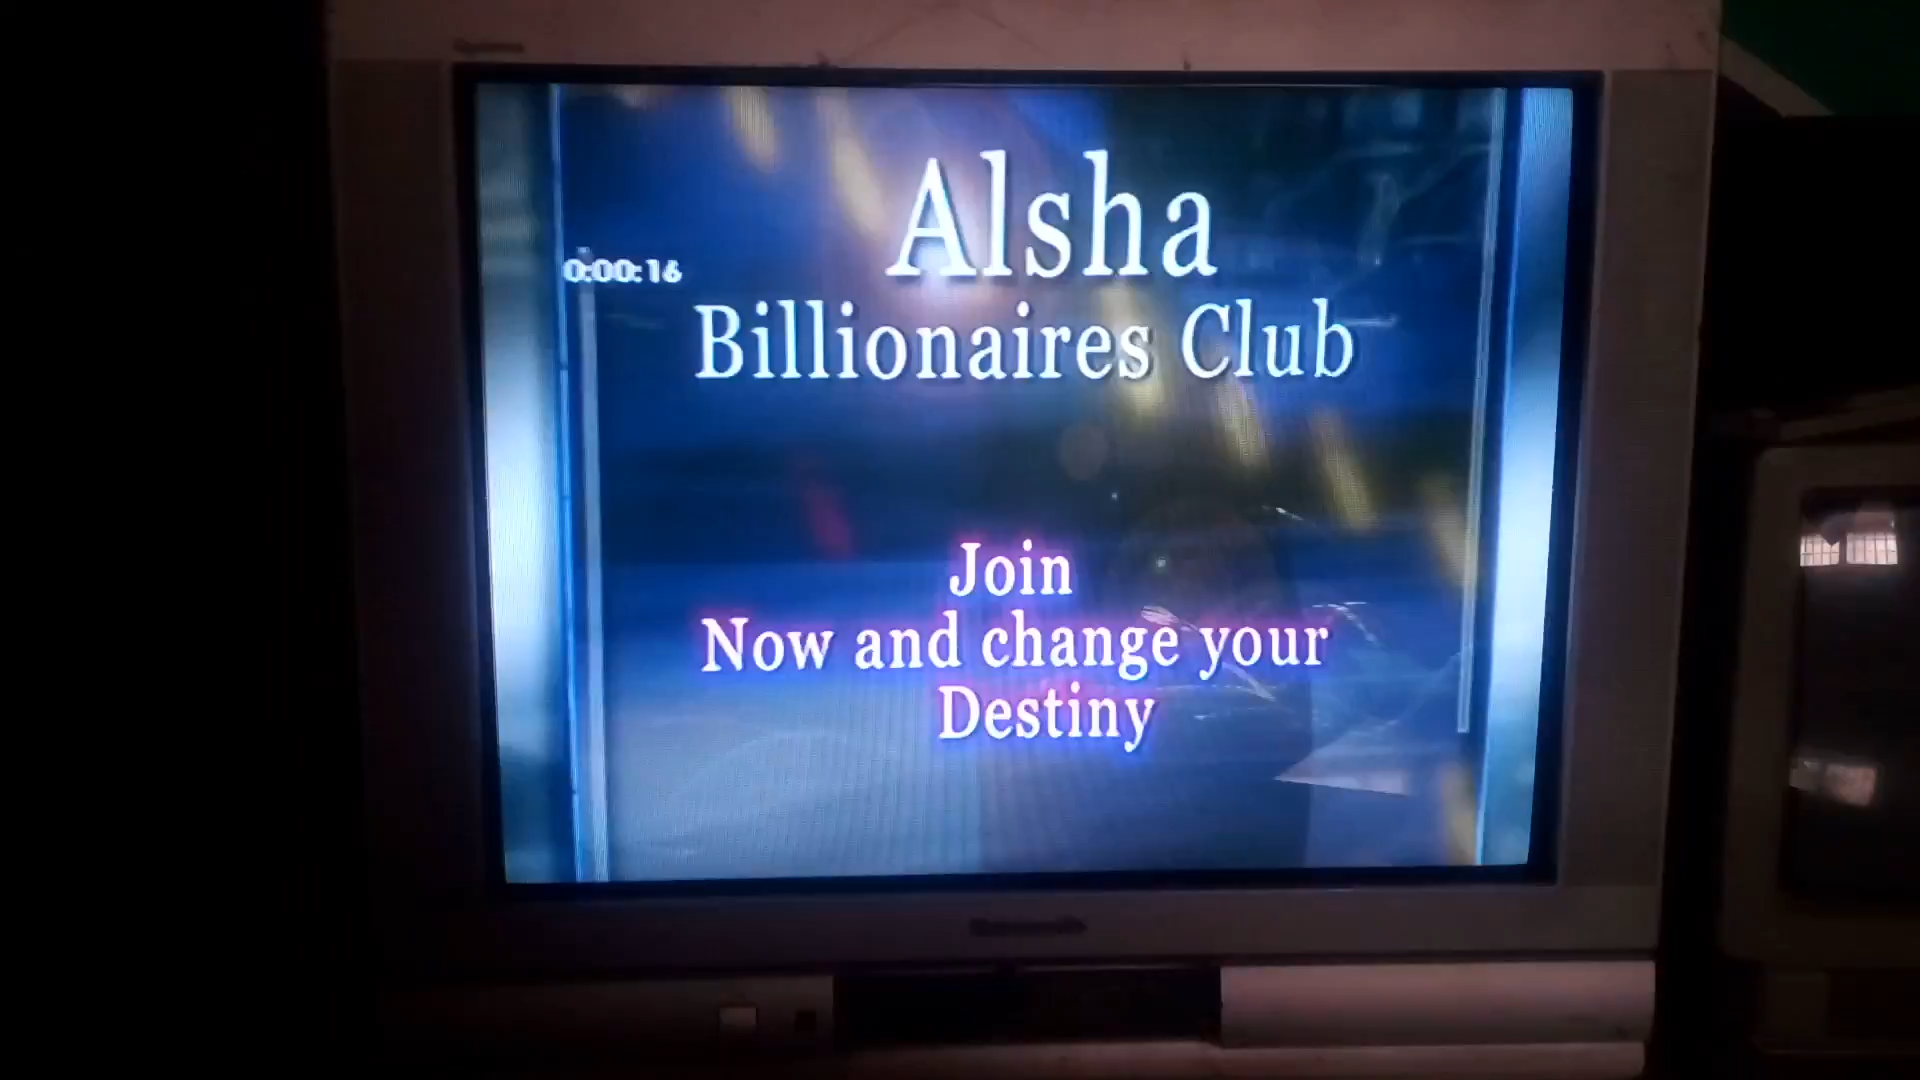 Alsha
0:00:16
Billionaires Club
Join
Now and change your
Destiny